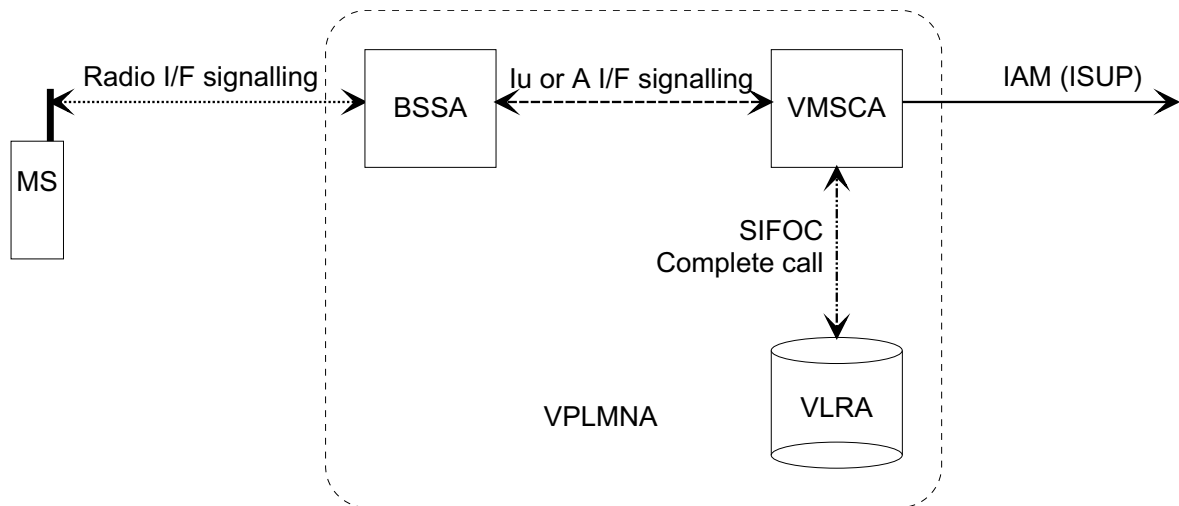 Radio I/F signalling
Iu or A I/F signalling
IAM (ISUP)
BSSA
VMSCA
MS
SIFOC
Complete call
VPLMNA
VLRA